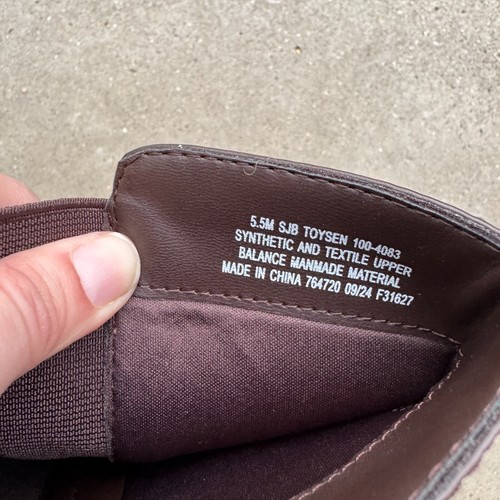 5.5M SJB TOYSEN 100-4083
SYNTHETIC AND TEXTILE UPPER
BALANCE MANMADE MATERIAL
MADE IN CHINA 764720 09/24 F31627